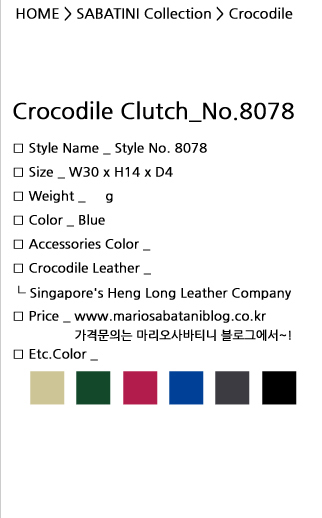 HOME > SABATINI Collection > Crocodile
Crocodile Clutch_No.8078
□ Style Name _ Style No. 8078
□ Size _ W30 x H14 x D4
□ Weight _ g
□ Color _ Blue
□ Accessories Color _
□ Crocodile Leather _
└ Singapore's Heng Long Leather Company
□ Price _ www.mariosabataniblog.co.kr
가격문의는 마리오사바티니 블로그에서~!
□ Etc.Color _